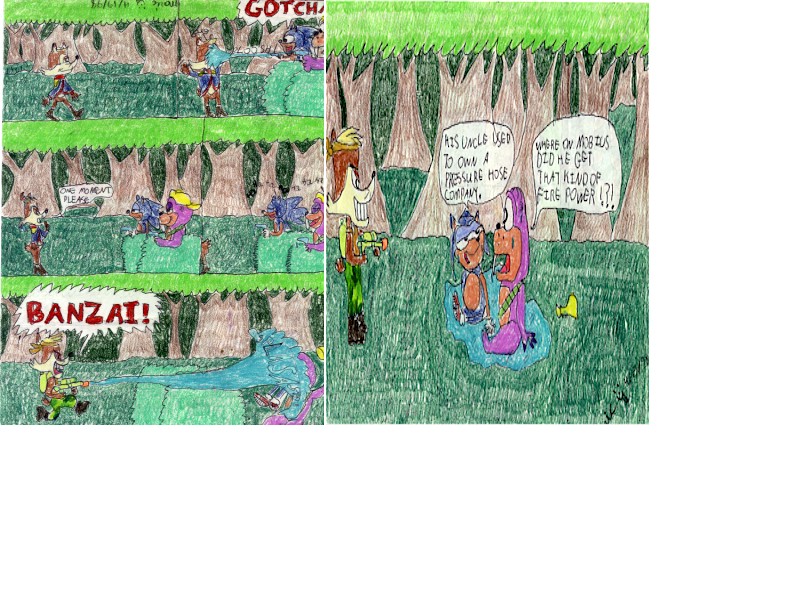 GOTCHA
ONE MOMENT
PLEASE.
BANZAI!
HIS UNCLE USED
TO OWN A
PRESSURE HOSE
COMPANY.
WHERE ON MOBIUS
DID HE GET
THAT KIND OF
FIRE POWER!?!